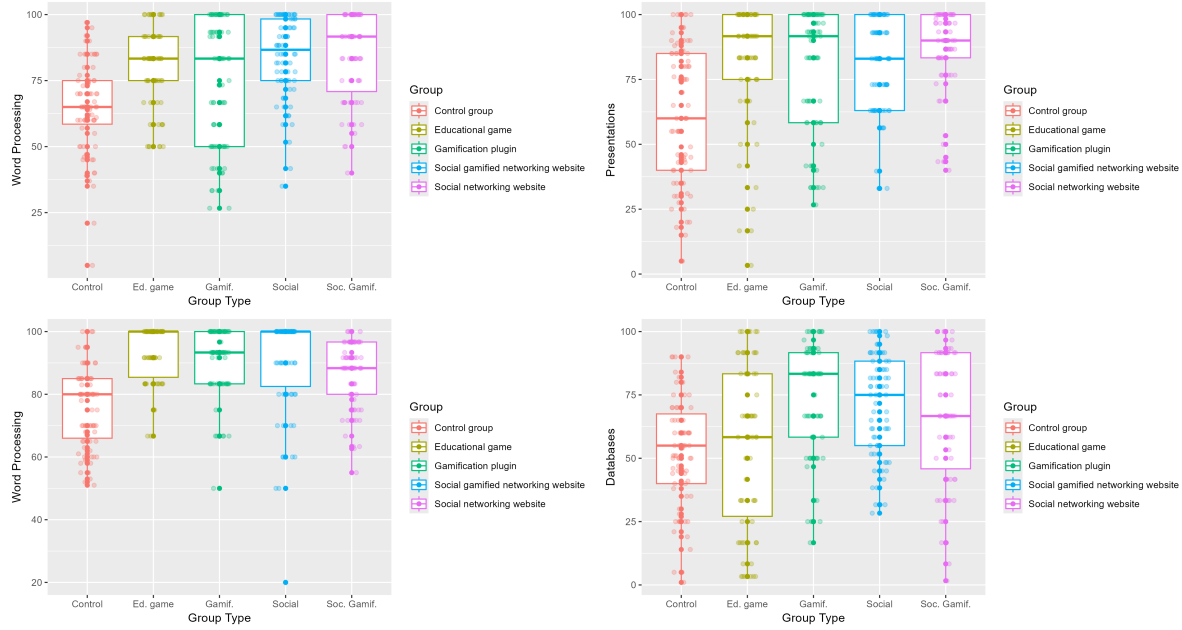 100
75
50
25
Word Processing
Control
Ed. game
Gamif.
Social
Soc. Gamif.
Group Type
Group
Control group
Educational game
Gamification plugin
Social gamified networking website
Social networking website
100
75
50
25
0
Presentations
Control
Ed. game
Gamif.
Social
Soc. Gamif.
Group Type
Group
Control group
Educational game
Gamification plugin
Social gamified networking website
Social networking website
100
80
60
40
20
Word Processing
Control
Ed. game
Gamif.
Social
Soc. Gamif.
Group Type
Group
Control group
Educational game
Gamification plugin
Social gamified networking website
Social networking website
100
75
50
25
0
Databases
Control
Ed. game
Gamif.
Social
Soc. Gamif.
Group Type
Group
Control group
Educational game
Gamification plugin
Social gamified networking website
Social networking website